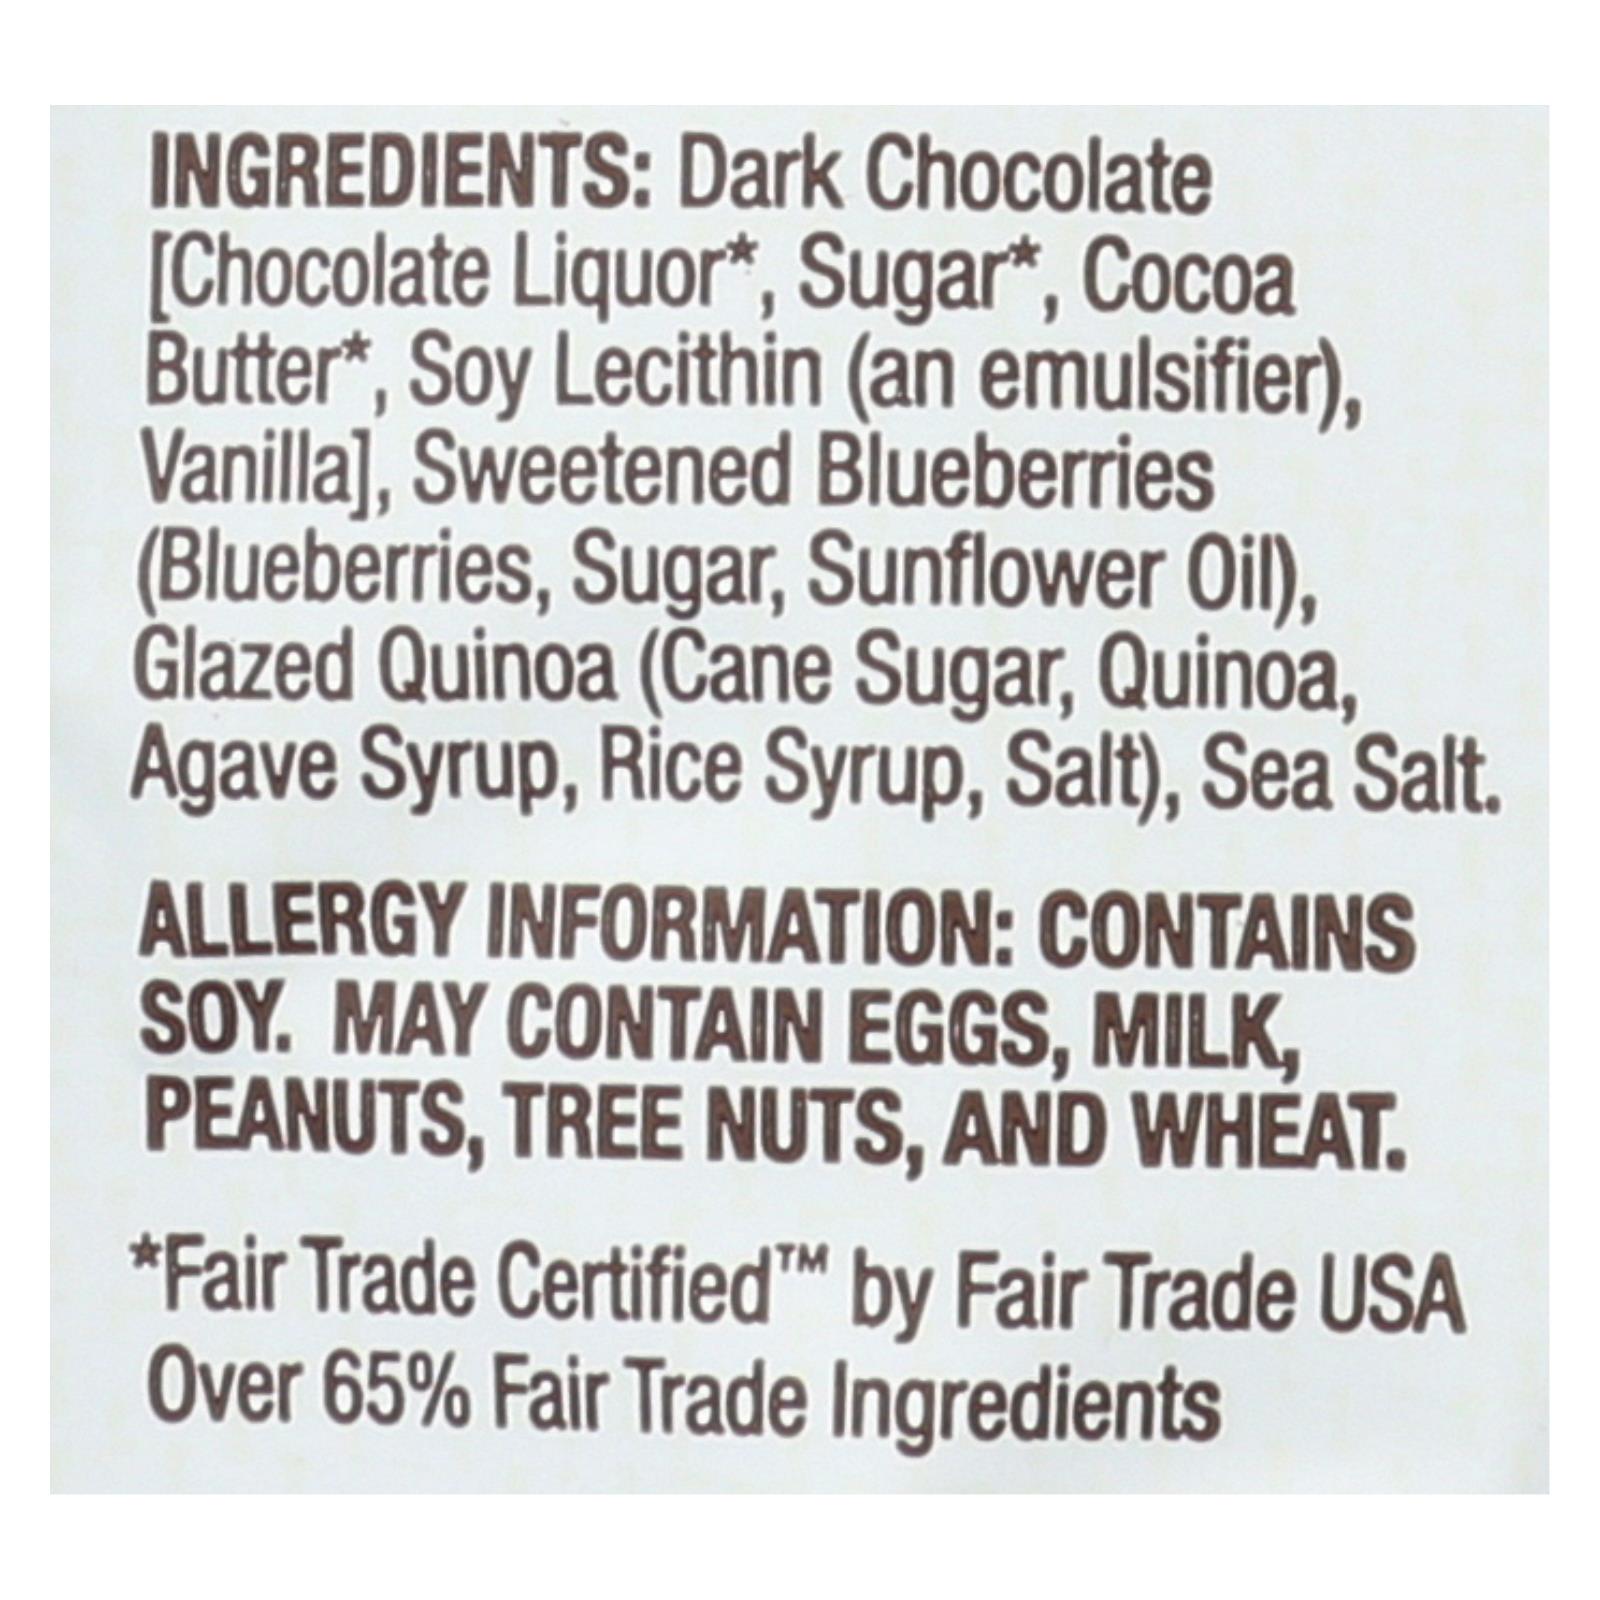 INGREDIENTS: Dark Chocolate
[Chocolate Liquor*, Sugar*, Cocoa
Butter*, Soy Lecithin (an emulsifier),
Vanilla], Sweetened Blueberries
(Blueberries, Sugar, Sunflower Oil),
Glazed Quinoa (Cane Sugar, Quinoa,
Agave Syrup, Rice Syrup, Salt), Sea Salt.
ALLERGY INFORMATION: CONTAINS
SOY. MAY CONTAIN EGGS, MILK,
PEANUTS, TREE NUTS, AND WHEAT.
*Fair Trade Certified™ by Fair Trade USA
Over 65% Fair Trade Ingredients